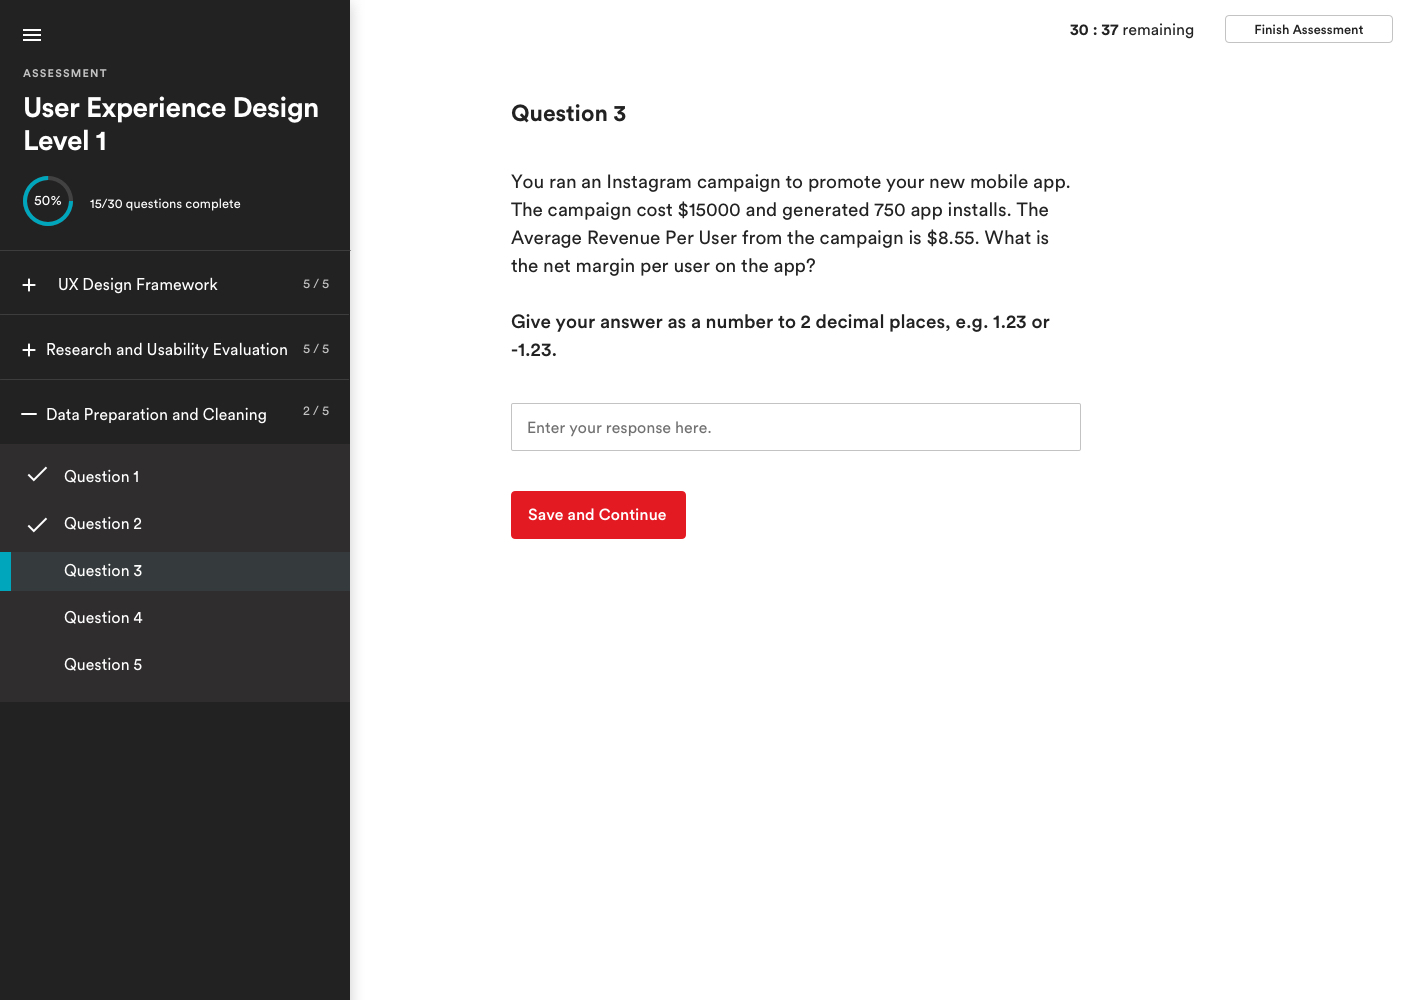 ASSESSMENT
User Experience Design
Level 1
50%
15/30 questions complete
UX Design Framework
5 / 5
Research and Usability Evaluation
5 / 5
Data Preparation and Cleaning
2 / 5
Question 1
Question 2
Question 3
Question 4
Question 5
30 : 37 remaining
Finish Assessment
Question 3
You ran an Instagram campaign to promote your new mobile app.
The campaign cost $15000 and generated 750 app installs. The
Average Revenue Per User from the campaign is $8.55. What is
the net margin per user on the app?
Give your answer as a number to 2 decimal places, e.g. 1.23 or
-1.23.
Enter your response here.
Save and Continue